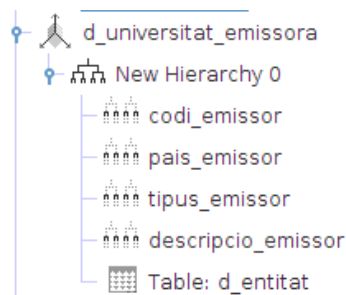 d_universitat_emissora
New Hierarchy 0
codi_emissor
pais_emissor
tipus_emissor
descripcio_emissor
Table: d_entitat